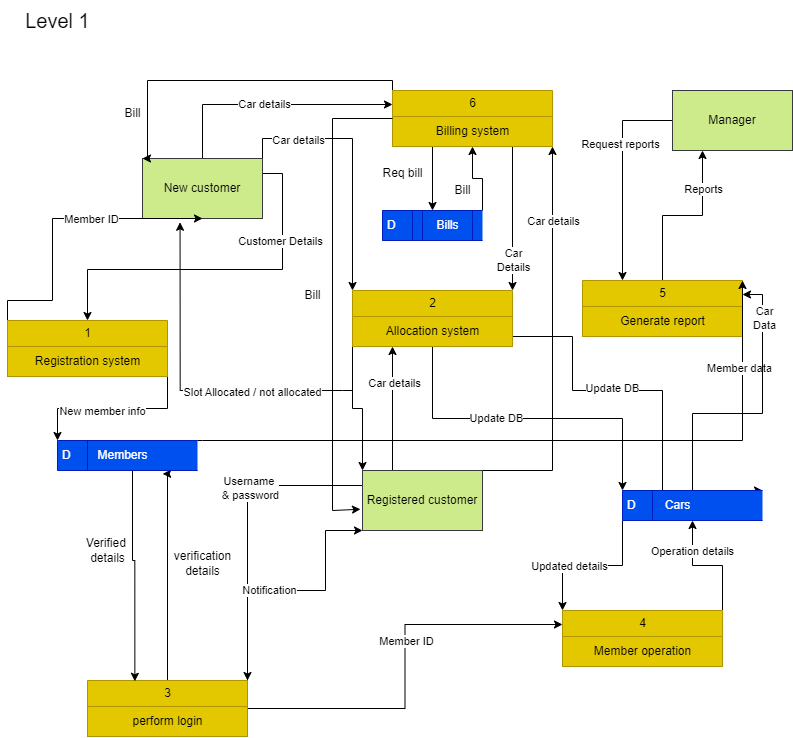 Level 1
6
Billing system
Manager
Bill
Car details
Car details
Request reports
New customer
Req bill
Bill
Reports
Member ID
D
Bills
Car details
Customer Details
Car
Details
Bill
2
Allocation system
5
Generate report
Car
Data
1
Registration system
Member data
Car details
Slot Allocated / not allocated
Update DB
New member info
Update DB
D
Members
Username
& password
Registered customer
D
Cars
Verified
details
verification
details
Operation details
Updated details
Notification
4
Member operation
Member ID
3
perform login